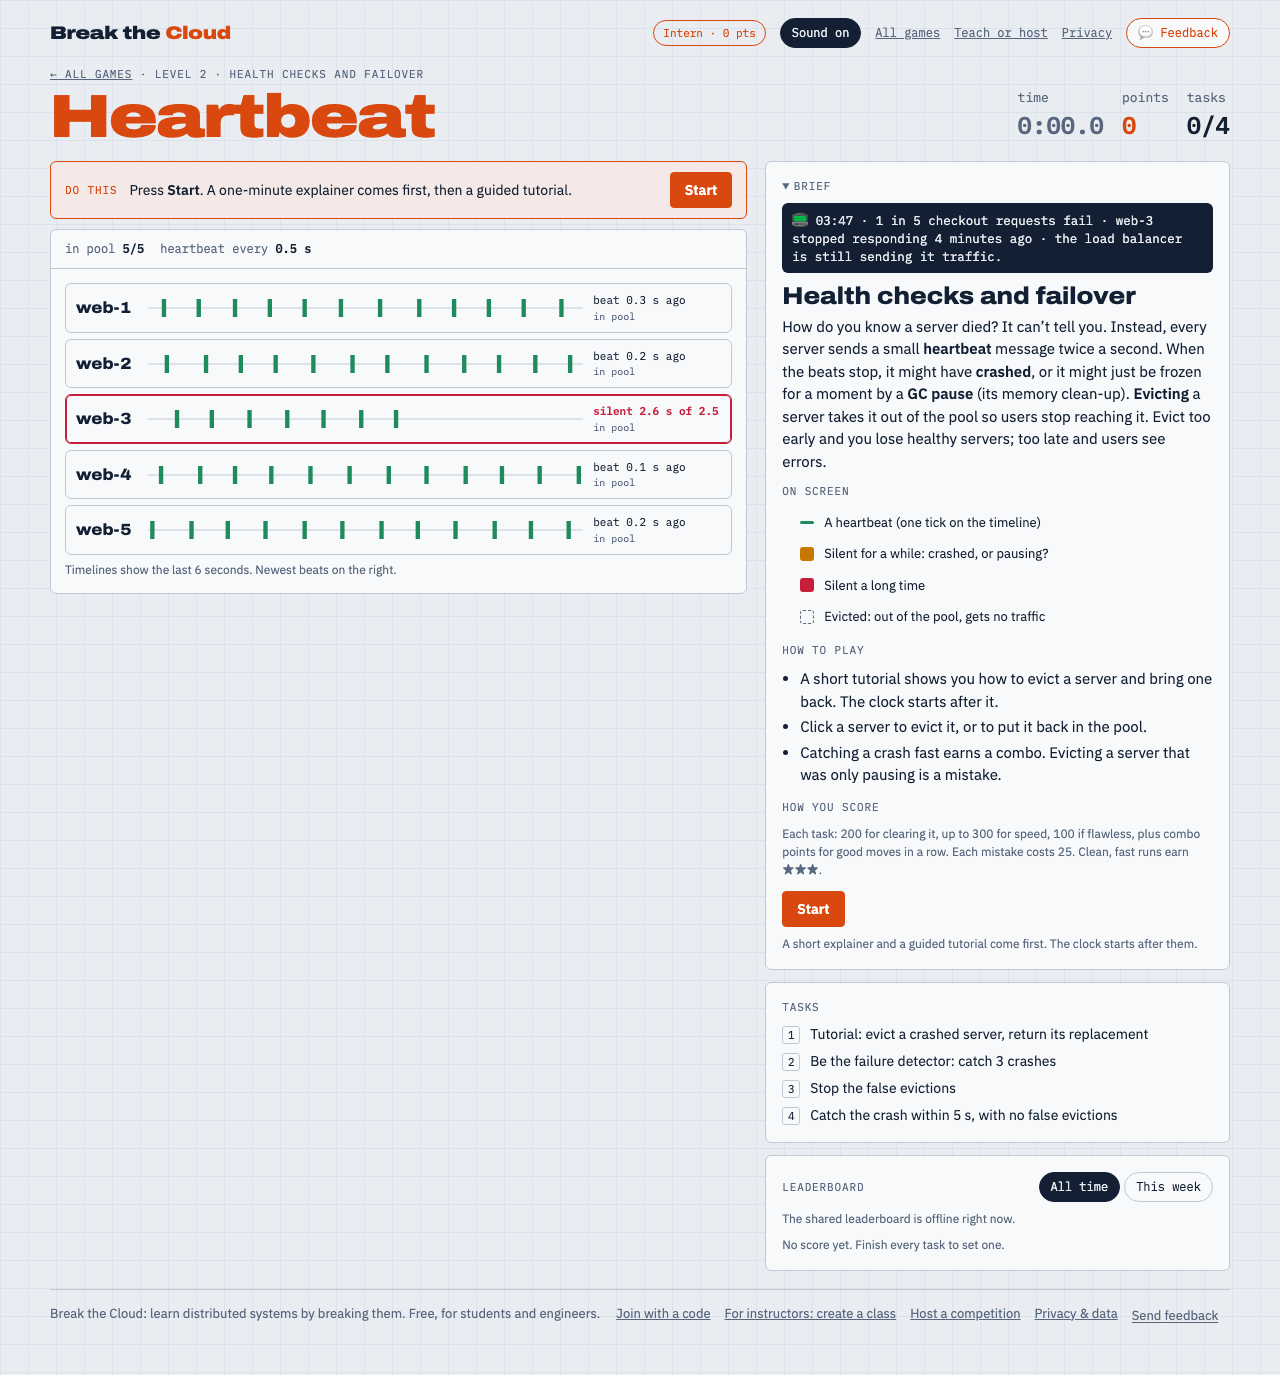 Break the Cloud
Intern · 0 pts
Sound on
All games
Teach or host
Privacy
💬 Feedback
← ALL GAMES · LEVEL 2 · HEALTH CHECKS AND FAILOVER
Heartbeat
time
0:00.0
points
0
tasks
0/4
DO THIS Press Start. A one-minute explainer comes first, then a guided tutorial.
Start
in pool 5/5 heartbeat every 0.5 s
web-1
beat 0.3 s ago
in pool
web-2
beat 0.2 s ago
in pool
web-3
silent 2.6 s of 2.5
in pool
web-4
beat 0.1 s ago
in pool
web-5
beat 0.2 s ago
in pool
Timelines show the last 6 seconds. Newest beats on the right.
▼ BRIEF
03:47 · 1 in 5 checkout requests fail · web-3
stopped responding 4 minutes ago · the load balancer
is still sending it traffic.
Health checks and failover
How do you know a server died? It can’t tell you. Instead, every
server sends a small heartbeat message twice a second. When
the beats stop, it might have crashed, or it might just be frozen
for a moment by a GC pause (its memory clean-up). Evicting a
server takes it out of the pool so users stop reaching it. Evict too
early and you lose healthy servers; too late and users see
errors.
ON SCREEN
A heartbeat (one tick on the timeline)
Silent for a while: crashed, or pausing?
Silent a long time
Evicted: out of the pool, gets no traffic
HOW TO PLAY
• A short tutorial shows you how to evict a server and bring one
back. The clock starts after it.
• Click a server to evict it, or to put it back in the pool.
• Catching a crash fast earns a combo. Evicting a server that
was only pausing is a mistake.
HOW YOU SCORE
Each task: 200 for clearing it, up to 300 for speed, 100 if flawless, plus combo
points for good moves in a row. Each mistake costs 25. Clean, fast runs earn
★★★.
Start
A short explainer and a guided tutorial come first. The clock starts after them.
TASKS
1 Tutorial: evict a crashed server, return its replacement
2 Be the failure detector: catch 3 crashes
3 Stop the false evictions
4 Catch the crash within 5 s, with no false evictions
LEADERBOARD
All time
This week
The shared leaderboard is offline right now.
No score yet. Finish every task to set one.
Break the Cloud: learn distributed systems by breaking them. Free, for students and engineers.
Join with a code
For instructors: create a class
Host a competition
Privacy & data
Send feedback